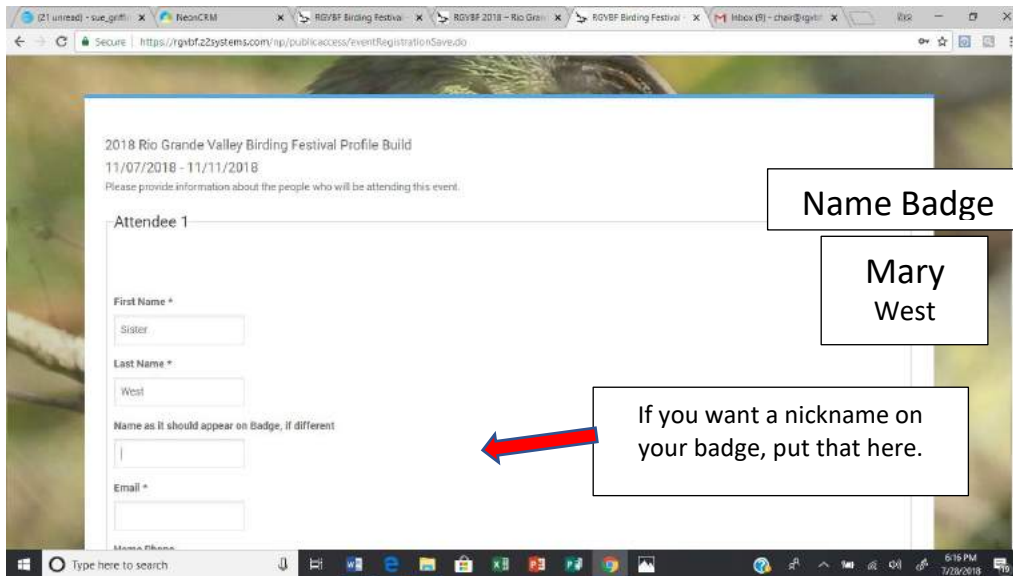 (21 unread) - sue_griffi
NeonCRM
RGVBF Birding Festival
RGVBF 2018 - Rio Gran
RGVBF Birding Festival
Inbox (9) - chair@rgvb
Secure | https://rgvbf.z2systems.com/np/publicaccess/eventRegistrationSave.do
2018 Rio Grande Valley Birding Festival Profile Build
11/07/2018 - 11/11/2018
Please provide information about the people who will be attending this event.
Name Badge
Attendee 1
Mary
West
First Name *
Sister
Last Name *
West
Name as it should appear on Badge, if different
If you want a nickname on
your badge, put that here.
Email *
Home Phone
Type here to search
6:16 PM
7/28/2018